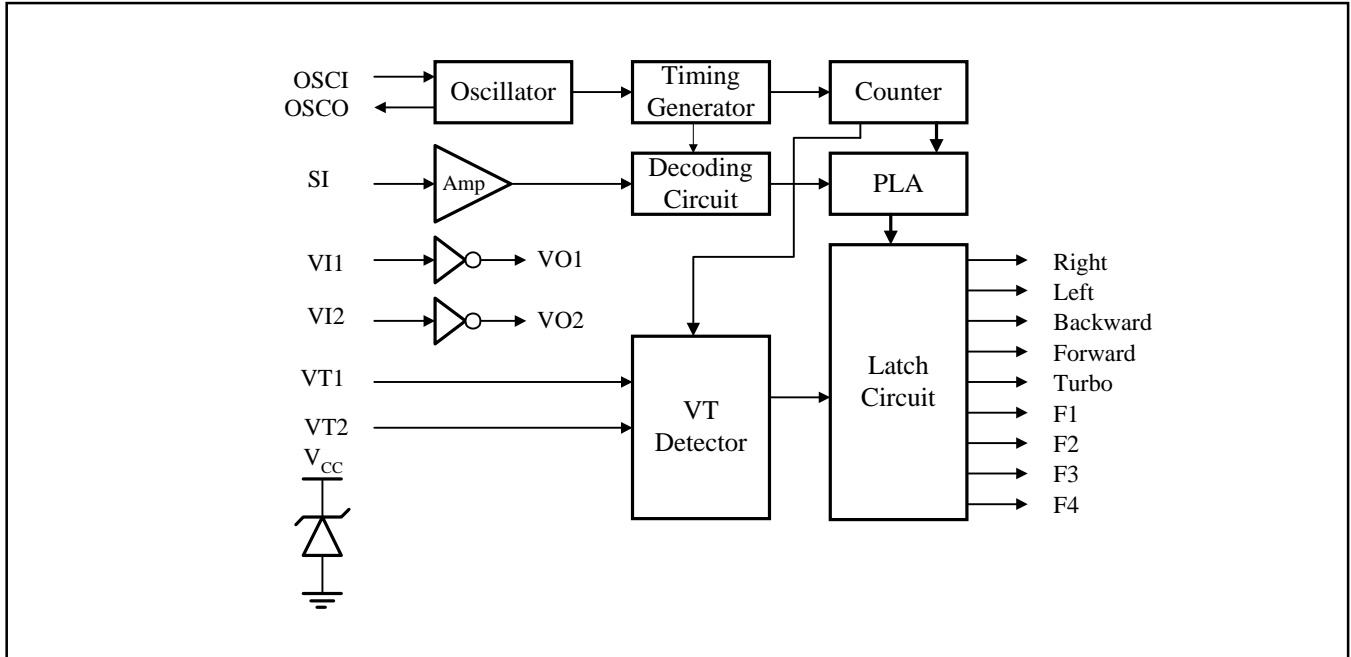 OSCI
OSCO
Oscillator
Timing
Generator
Counter
SI
Amp
Decoding
Circuit
PLA
VI1
VO1
VI2
VO2
VT1
VT2
VCC
VT
Detector
Latch
Circuit
Right
Left
Backward
Forward
Turbo
F1
F2
F3
F4